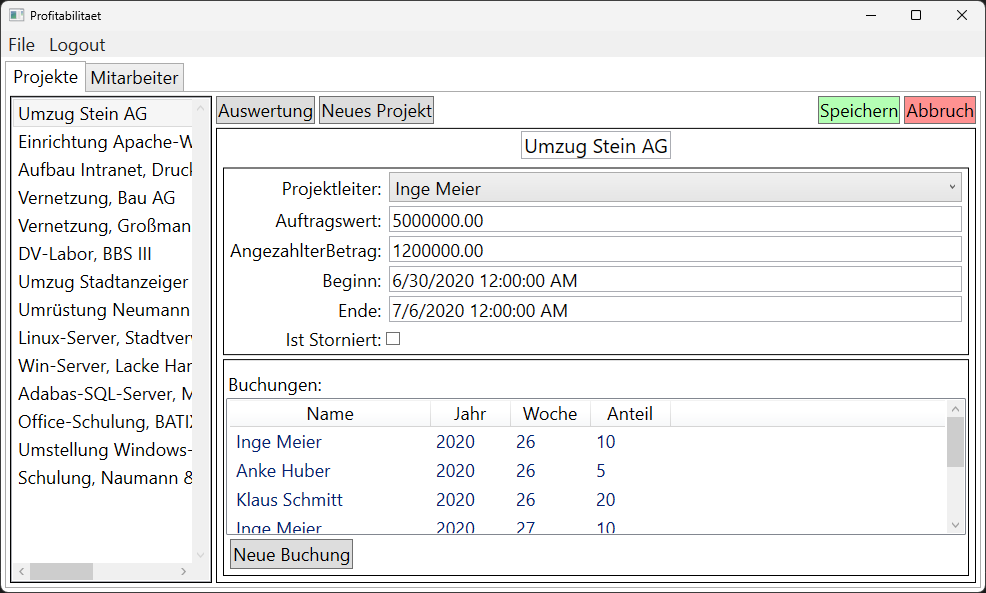 Profitabilitaet
File Logout
Projekte Mitarbeiter
Umzug Stein AG
Einrichtung Apache-W
Aufbau Intranet, Druck
Vernetzung, Bau AG
Vernetzung, Großman
DV-Labor, BBS III
Umzug Stadtanzeiger
Umrüstung Neumann
Linux-Server, Stadtver
Win-Server, Lacke Har
Adabas-SQL-Server, M
Office-Schulung, BATIX
Umstellung Windows-
Schulung, Naumann &
Auswertung Neues Projekt Speichern Abbruch
Umzug Stein AG
Projektleiter: Inge Meier
Auftragswert: 5000000.00
AngezahlterBetrag: 1200000.00
Beginn: 6/30/2020 12:00:00 AM
Ende: 7/6/2020 12:00:00 AM
Ist Storniert:
Buchungen:
Name Jahr Woche Anteil
Inge Meier 2020 26 10
Anke Huber 2020 26 5
Klaus Schmitt 2020 26 20
Inge Meier 2020 27 10
Neue Buchung